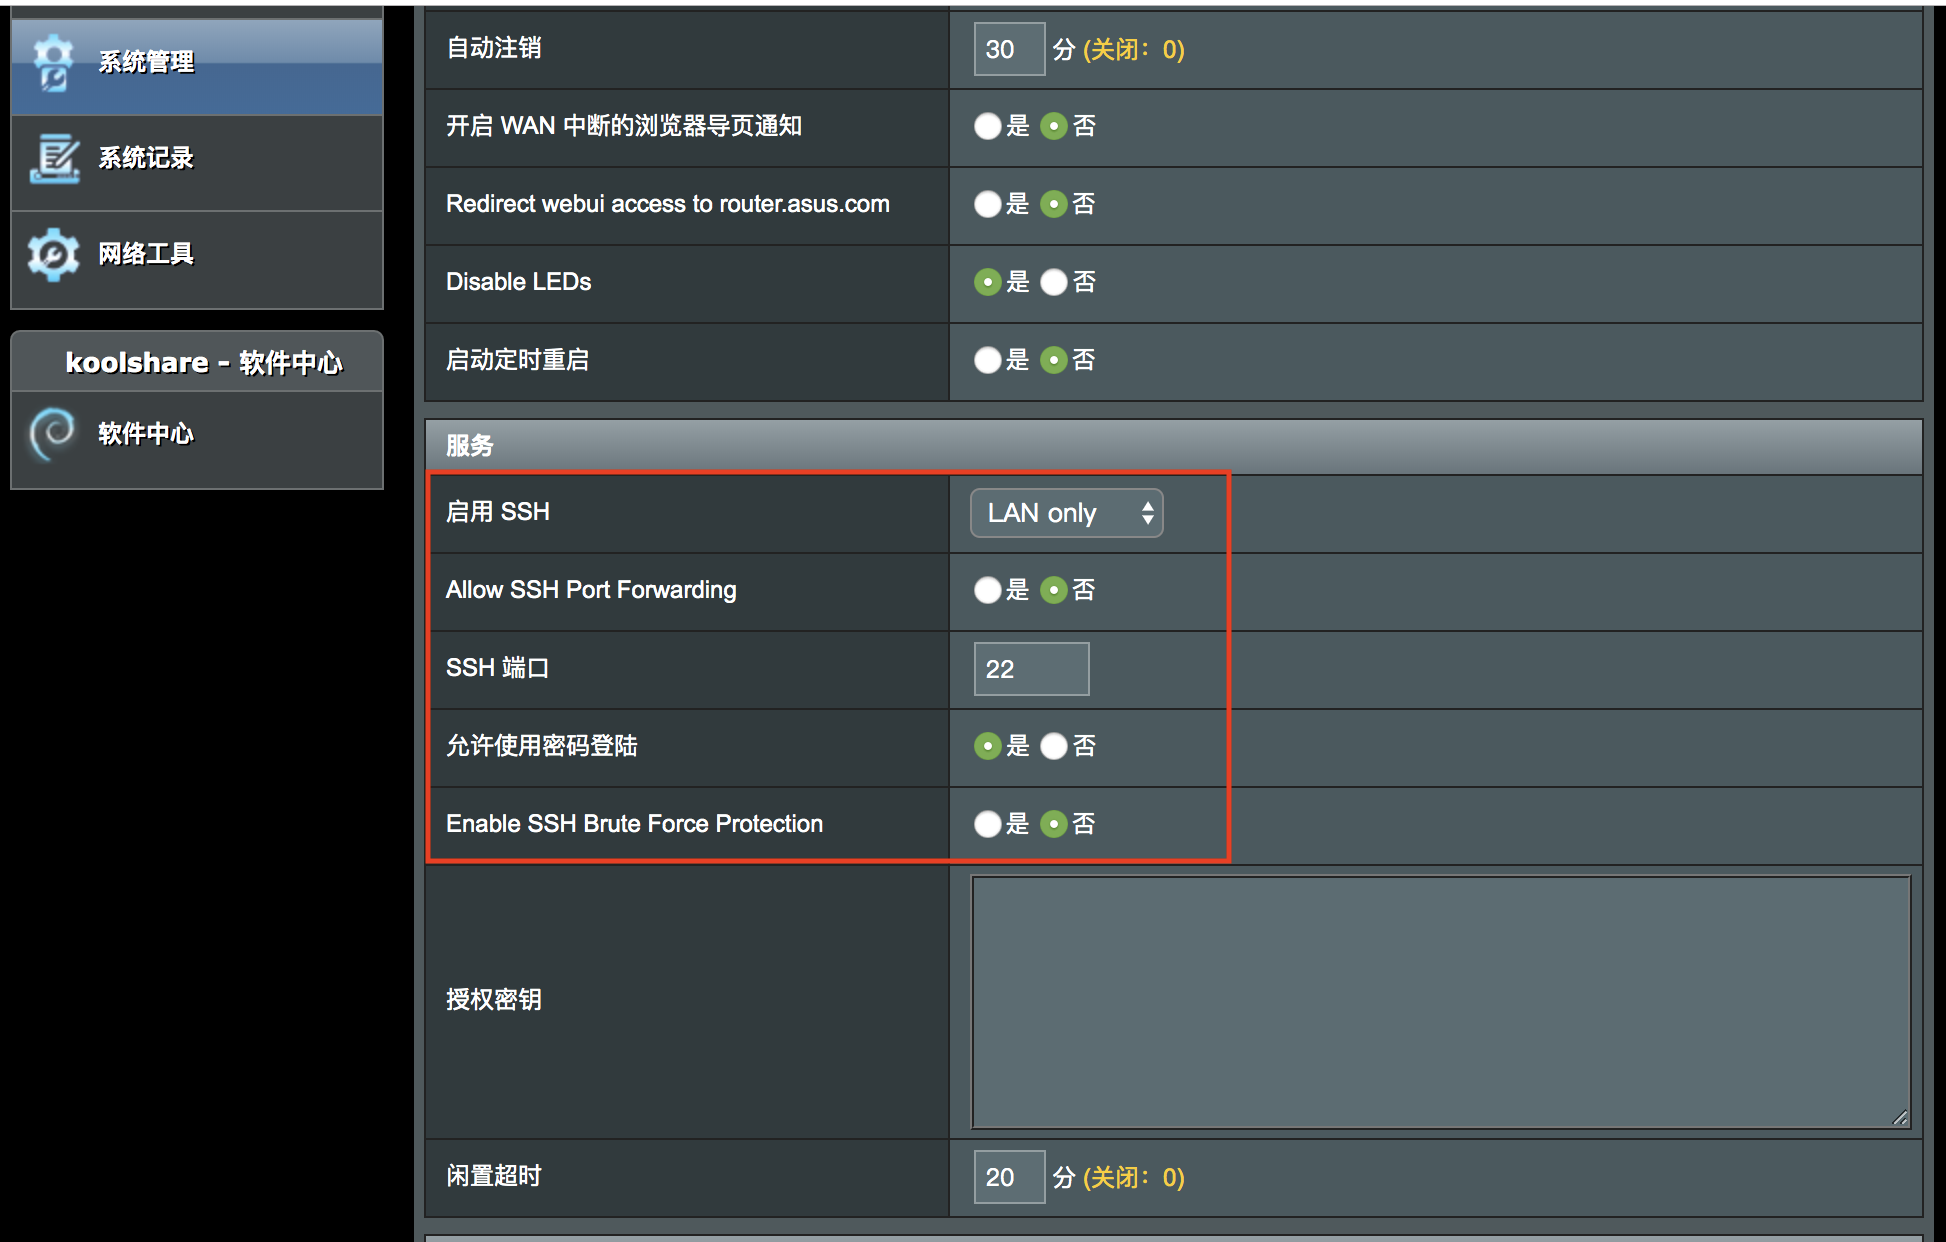 系统管理
系统记录
网络工具
koolshare - 软件中心
软件中心
自动注销 30 分 (关闭：0)
开启 WAN 中断的浏览器导页通知 是 否
Redirect webui access to router.asus.com 是 否
Disable LEDs 是 否
启动定时重启 是 否
服务
启用 SSH LAN only
Allow SSH Port Forwarding 是 否
SSH 端口 22
允许使用密码登陆 是 否
Enable SSH Brute Force Protection 是 否
授权密钥
闲置超时 20 分 (关闭：0)